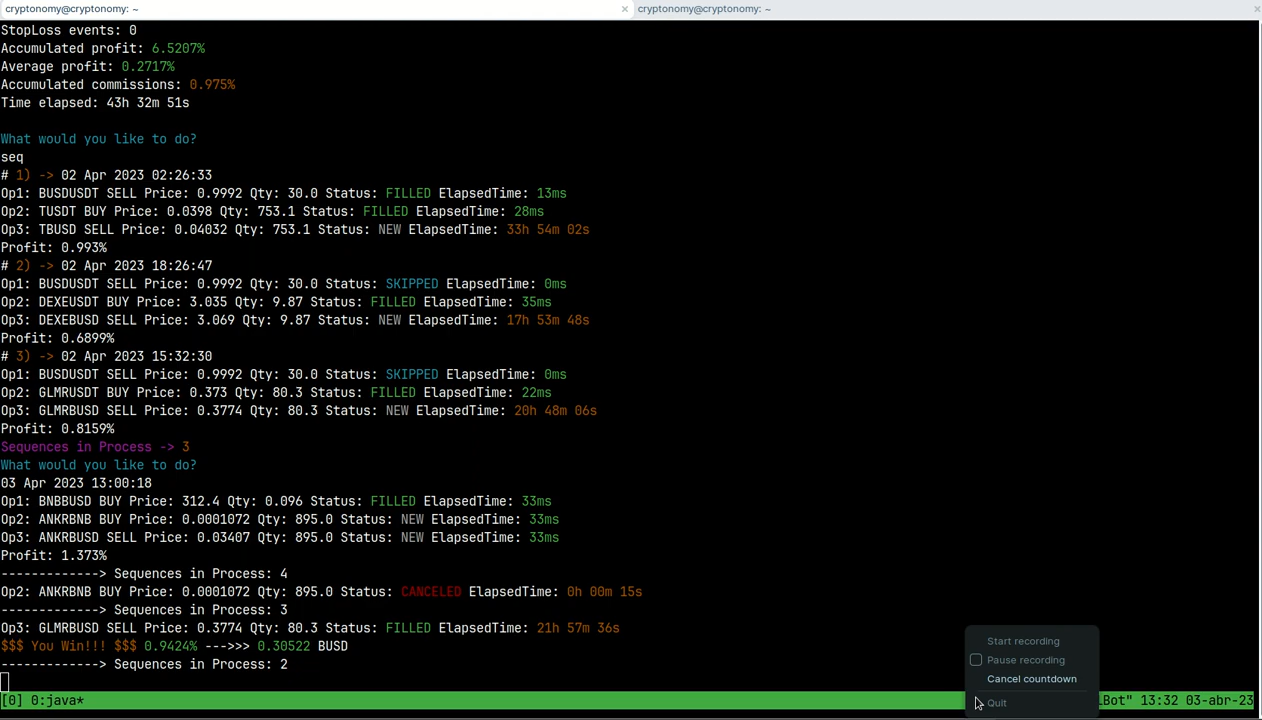 cryptonomy@cryptonomy: ~
cryptonomy@cryptonomy: ~
StopLoss events: 0
Accumulated profit: 6.5207%
Average profit: 0.2717%
Accumulated commissions: 0.975%
Time elapsed: 43h 32m 51s
What would you like to do?
seq
# 1) -> 02 Apr 2023 02:26:33
Op1: BUSDUSDT SELL Price: 0.9992 Qty: 30.0 Status: FILLED ElapsedTime: 13ms
Op2: TUSDT BUY Price: 0.0398 Qty: 753.1 Status: FILLED ElapsedTime: 28ms
Op3: TBUSD SELL Price: 0.04032 Qty: 753.1 Status: NEW ElapsedTime: 33h 54m 02s
Profit: 0.993%
# 2) -> 02 Apr 2023 18:26:47
Op1: BUSDUSDT SELL Price: 0.9992 Qty: 30.0 Status: SKIPPED ElapsedTime: 0ms
Op2: DEXEUSDT BUY Price: 3.035 Qty: 9.87 Status: FILLED ElapsedTime: 35ms
Op3: DEXEBUSD SELL Price: 3.069 Qty: 9.87 Status: NEW ElapsedTime: 17h 53m 48s
Profit: 0.6899%
# 3) -> 02 Apr 2023 15:32:30
Op1: BUSDUSDT SELL Price: 0.9992 Qty: 30.0 Status: SKIPPED ElapsedTime: 0ms
Op2: GLMRUSDT BUY Price: 0.373 Qty: 80.3 Status: FILLED ElapsedTime: 22ms
Op3: GLMRBUSD SELL Price: 0.3774 Qty: 80.3 Status: NEW ElapsedTime: 20h 48m 06s
Profit: 0.8159%
Sequences in Process -> 3
What would you like to do?
03 Apr 2023 13:00:18
Op1: BNBBUSD BUY Price: 312.4 Qty: 0.096 Status: FILLED ElapsedTime: 33ms
Op2: ANKRBNB BUY Price: 0.0001072 Qty: 895.0 Status: NEW ElapsedTime: 33ms
Op3: ANKRBUSD SELL Price: 0.03407 Qty: 895.0 Status: NEW ElapsedTime: 33ms
Profit: 1.373%
-------------> Sequences in Process: 4
Op2: ANKRBNB BUY Price: 0.0001072 Qty: 895.0 Status: CANCELED ElapsedTime: 0h 00m 15s
-------------> Sequences in Process: 3
Op3: GLMRBUSD SELL Price: 0.3774 Qty: 80.3 Status: FILLED ElapsedTime: 21h 57m 36s
$$$ You Win!!! $$$ 0.9424% --->>> 0.30522 BUSD
-------------> Sequences in Process: 2
Start recording
Pause recording
Cancel countdown
Quit
[0] 0:java* LBot" 13:32 03-abr-23